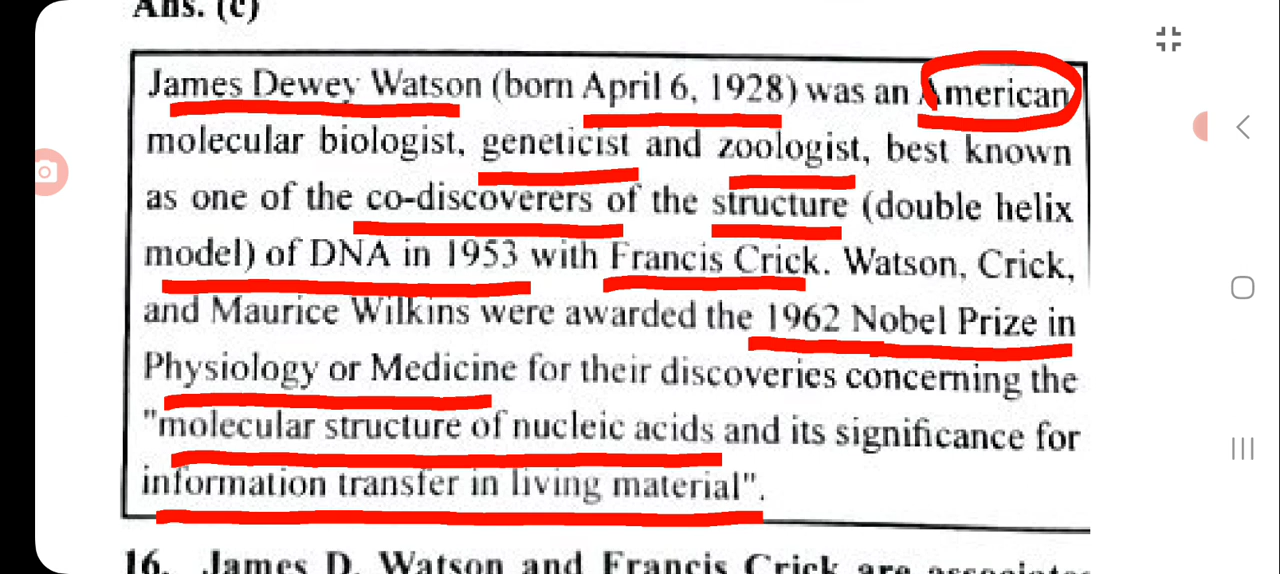 Ans. (c)
James Dewey Watson (born April 6, 1928) was an American
molecular biologist, geneticist and zoologist, best known
as one of the co-discoverers of the structure (double helix
model) of DNA in 1953 with Francis Crick. Watson, Crick,
and Maurice Wilkins were awarded the 1962 Nobel Prize in
Physiology or Medicine for their discoveries concerning the
"molecular structure of nucleic acids and its significance for
information transfer in living material".
16. James D. Watson and Francis Crick are